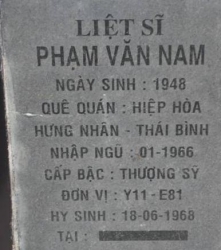 LIỆT SĨ
PHẠM VĂN NAM
NGÀY SINH : 1948
QUÊ QUÁN : HIỆP HÒA
HƯNG NHÂN - THÁI BÌNH
NHẬP NGŨ : 01-1966
CẤP BẬC : THƯỢNG SỸ
ĐƠN VỊ : Y11 - E81
HY SINH : 18-06-1968
TẠI :